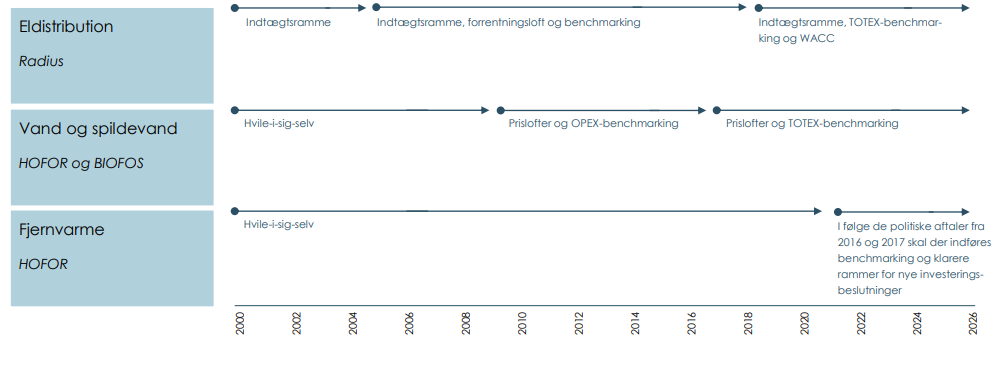 Eldistribution
Radius
Indtægtsramme
Indtægtsramme, forrentningsloft og benchmarking
Indtægtsramme, TOTEX-benchmar-
king og WACC
Vand og spildevand
HOFOR og BIOFOS
Hvile-i-sig-selv
Prislofter og OPEX-benchmarking
Prislofter og TOTEX-benchmarking
Fjernvarme
HOFOR
Hvile-i-sig-selv
I følge de politiske aftaler fra
2016 og 2017 skal der indføres
benchmarking og klarere
rammer for nye investerings-
beslutninger
2000
2002
2004
2006
2008
2010
2012
2014
2016
2018
2020
2022
2024
2026